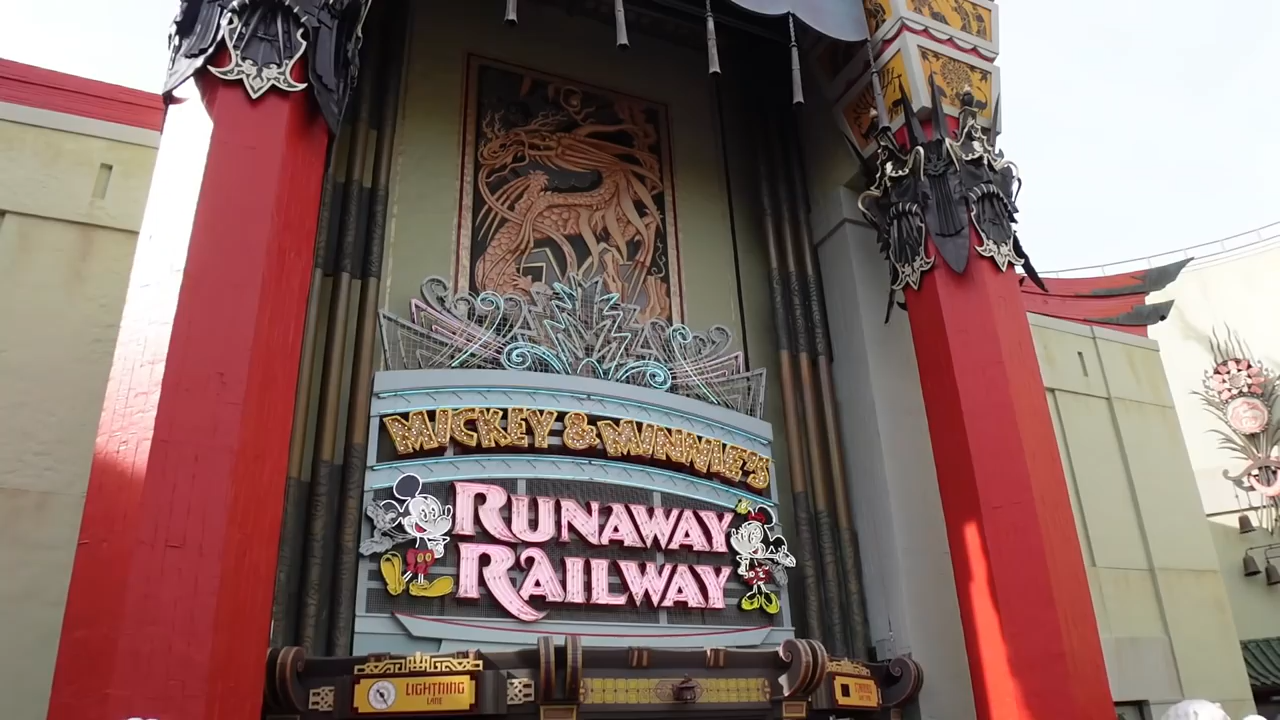 MICKEY & MINNIE'S
RUNAWAY
RAILWAY
LIGHTNING
LANE